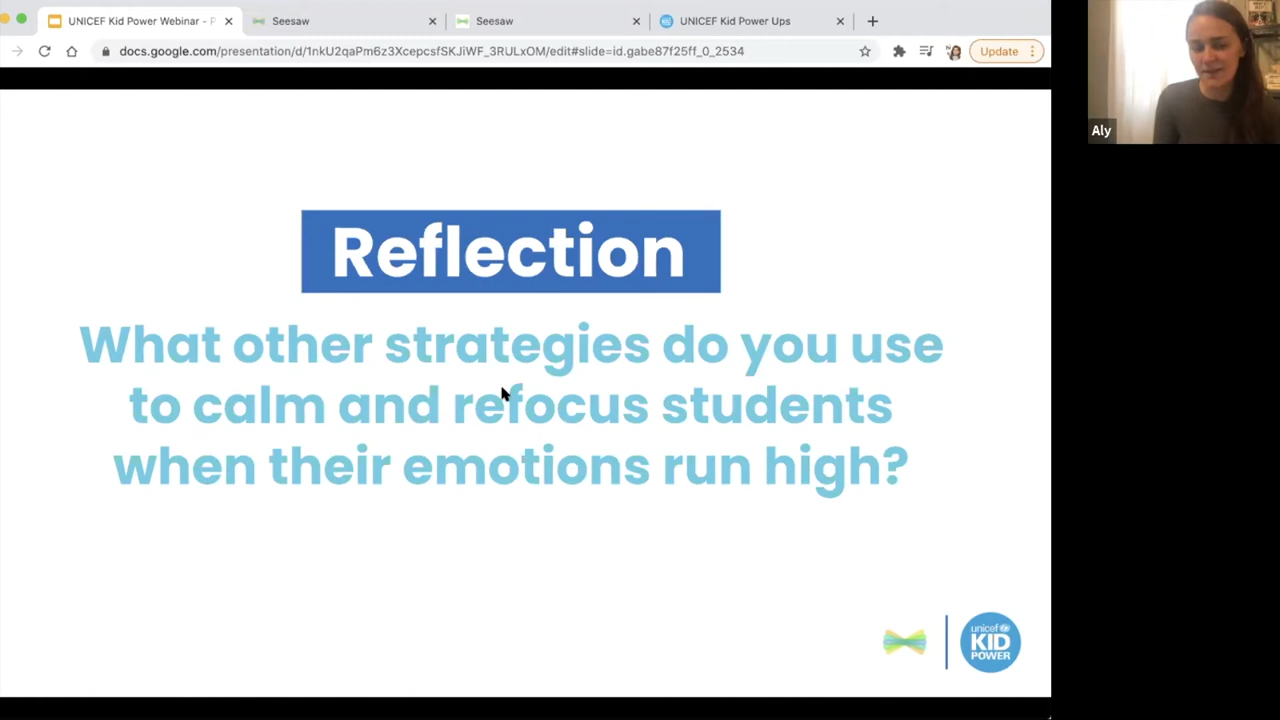 UNICEF Kid Power Webinar - P
Seesaw
Seesaw
UNICEF Kid Power Ups
docs.google.com/presentation/d/1nkU2qaPm6z3XcepcsfSKJiWF_3RULxOM/edit#slide=id.gabe87f25ff_0_2534
Update
Aly
Reflection
What other strategies do you use
to calm and refocus students
when their emotions run high?
unicef
KID
POWER